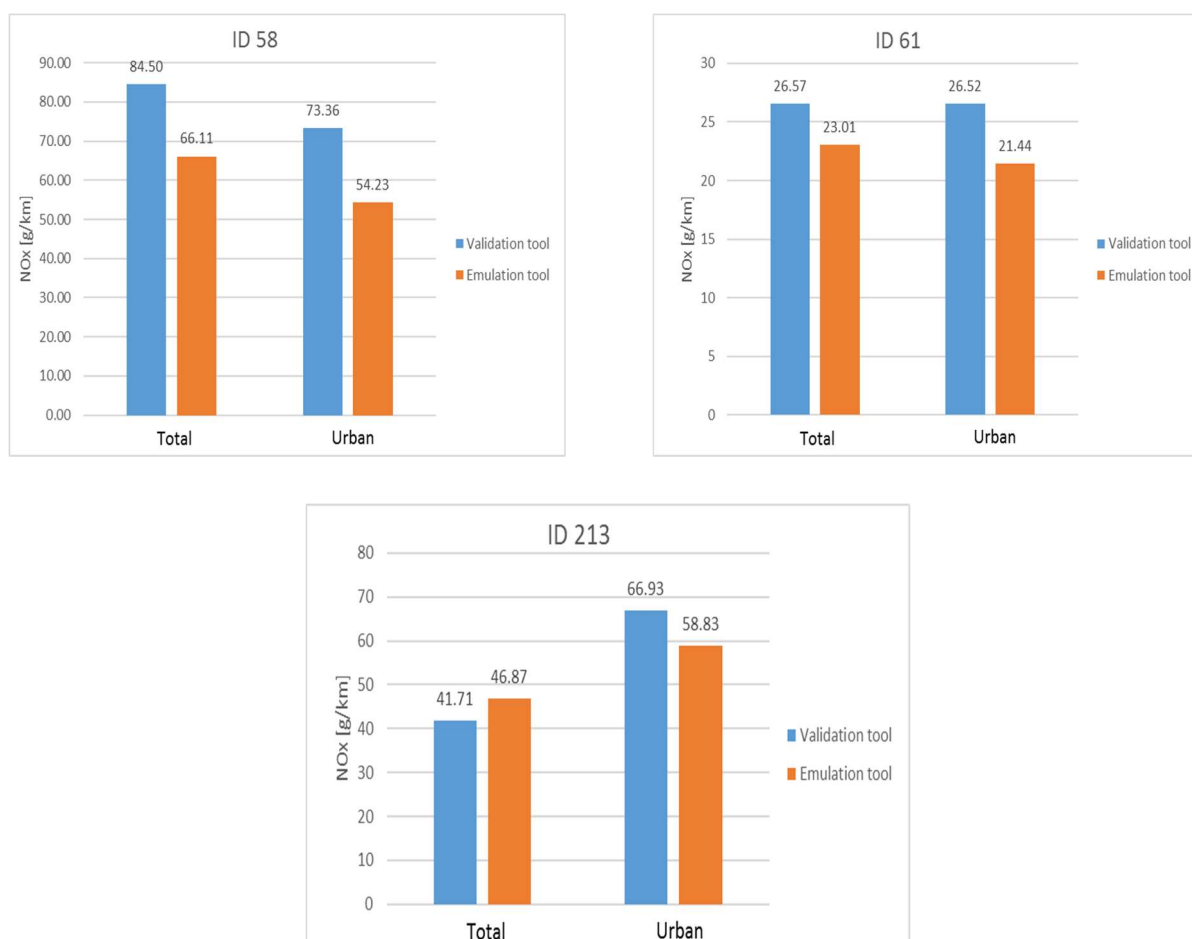 ID 58
90.00
80.00
70.00
60.00
50.00
40.00
30.00
20.00
10.00
0.00
NOx [g/km]
84.50
66.11
73.36
54.23
Total Urban
Validation tool
Emulation tool
ID 61
30
25
20
15
10
5
0
NOx [g/km]
26.57
23.01
26.52
21.44
Total Urban
Validation tool
Emulation tool
ID 213
80
70
60
50
40
30
20
10
0
NOx [g/km]
41.71
46.87
66.93
58.83
Total Urban
Validation tool
Emulation tool